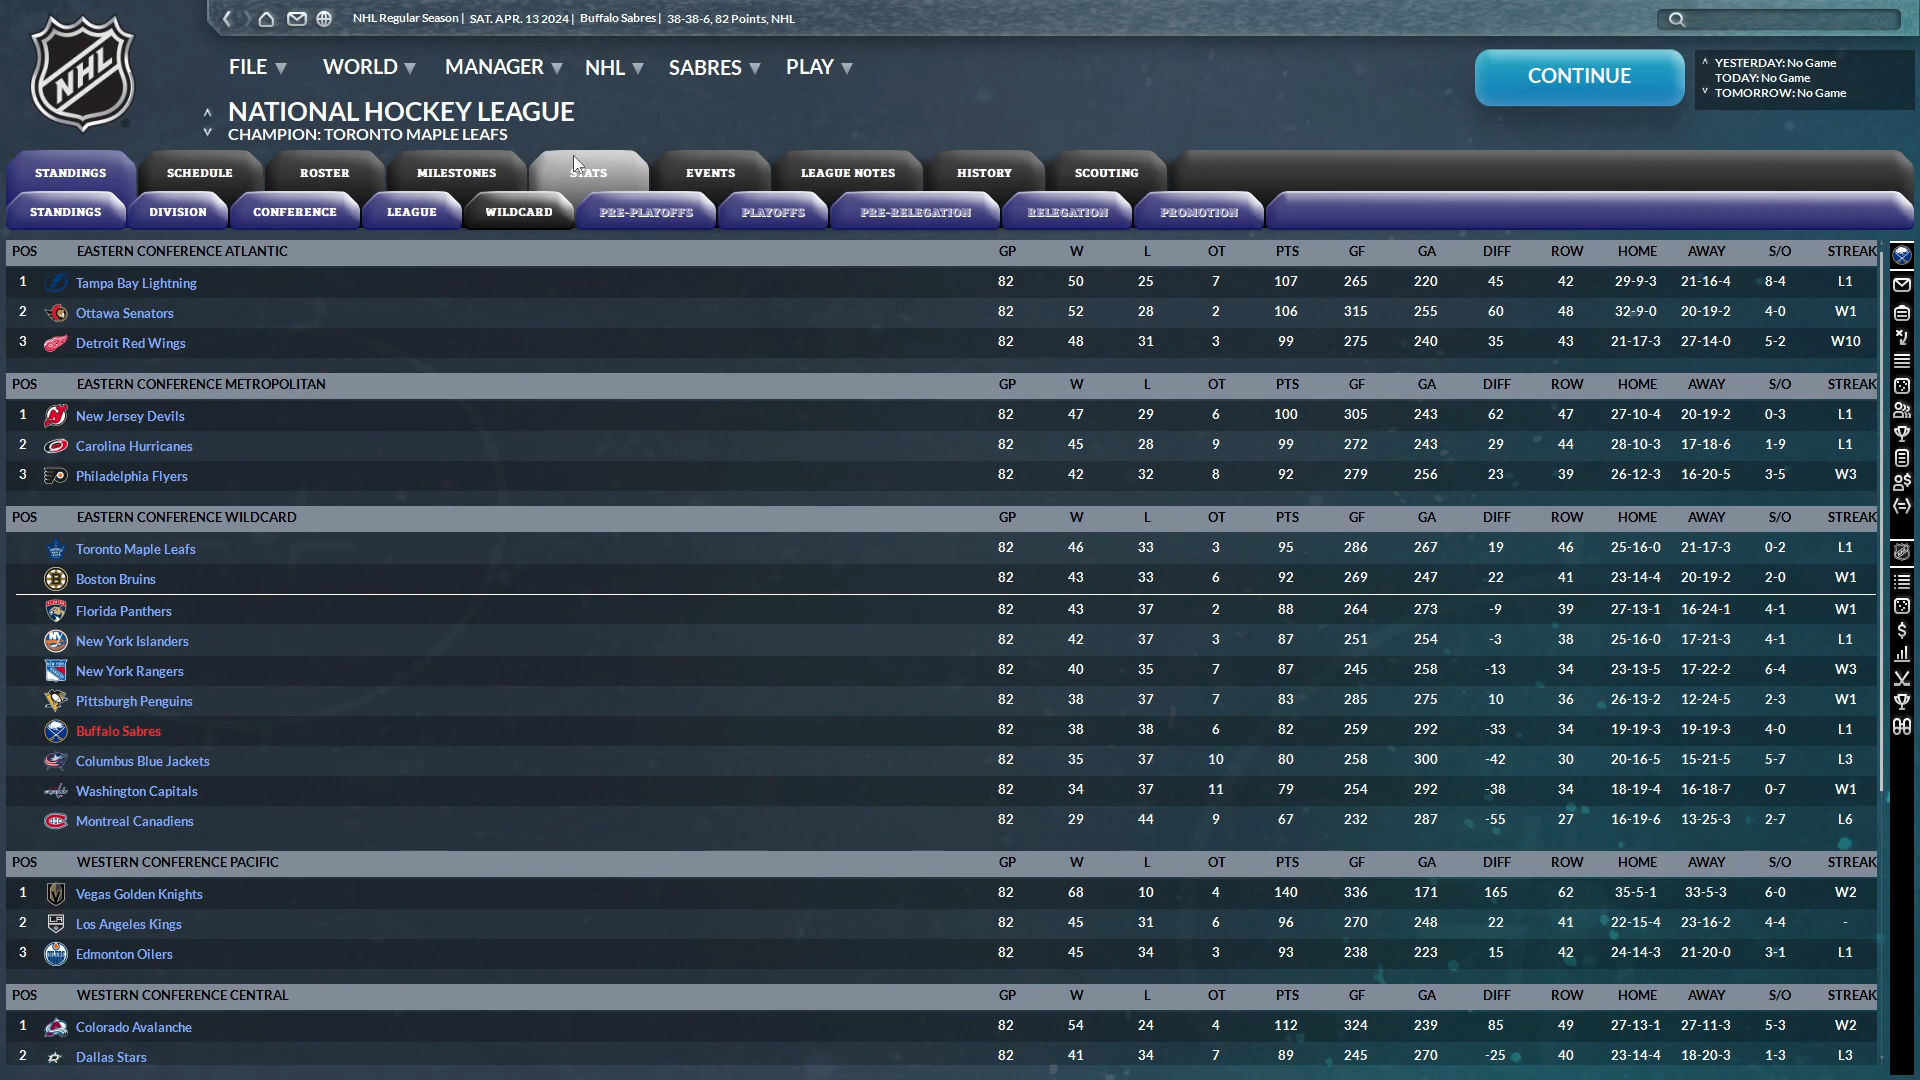 NHL Regular Season | SAT. APR. 13 2024 | Buffalo Sabres | 38-38-6, 82 Points, NHL
FILE WORLD MANAGER NHL SABRES PLAY
CONTINUE
YESTERDAY: No Game
TODAY: No Game
TOMORROW: No Game
NHL
NATIONAL HOCKEY LEAGUE
CHAMPION: TORONTO MAPLE LEAFS
STANDINGS SCHEDULE ROSTER MILESTONES STATS EVENTS LEAGUE NOTES HISTORY SCOUTING
STANDINGS DIVISION CONFERENCE LEAGUE WILDCARD PRE-PLAYOFFS PLAYOFFS PRE-RELEGATION RELEGATION PROMOTION
POS EASTERN CONFERENCE ATLANTIC GP W L OT PTS GF GA DIFF ROW HOME AWAY S/O STREAK
1 Tampa Bay Lightning 82 50 25 7 107 265 220 45 42 29-9-3 21-16-4 8-4 L1
2 Ottawa Senators 82 52 28 2 106 315 255 60 48 32-9-0 20-19-2 4-0 W1
3 Detroit Red Wings 82 48 31 3 99 275 240 35 43 21-17-3 27-14-0 5-2 W10
POS EASTERN CONFERENCE METROPOLITAN GP W L OT PTS GF GA DIFF ROW HOME AWAY S/O STREAK
1 New Jersey Devils 82 47 29 6 100 305 243 62 47 27-10-4 20-19-2 0-3 L1
2 Carolina Hurricanes 82 45 28 9 99 272 243 29 44 28-10-3 17-18-6 1-9 L1
3 Philadelphia Flyers 82 42 32 8 92 279 256 23 39 26-12-3 16-20-5 3-5 W3
POS EASTERN CONFERENCE WILDCARD GP W L OT PTS GF GA DIFF ROW HOME AWAY S/O STREAK
Toronto Maple Leafs 82 46 33 3 95 286 267 19 46 25-16-0 21-17-3 0-2 L1
Boston Bruins 82 43 33 6 92 269 247 22 41 23-14-4 20-19-2 2-0 W1
Florida Panthers 82 43 37 2 88 264 273 -9 39 27-13-1 16-24-1 4-1 W1
New York Islanders 82 42 37 3 87 251 254 -3 38 25-16-0 17-21-3 4-1 L1
New York Rangers 82 40 35 7 87 245 258 -13 34 23-13-5 17-22-2 6-4 W3
Pittsburgh Penguins 82 38 37 7 83 285 275 10 36 26-13-2 12-24-5 2-3 W1
Buffalo Sabres 82 38 38 6 82 259 292 -33 34 19-19-3 19-19-3 4-0 L1
Columbus Blue Jackets 82 35 37 10 80 258 300 -42 30 20-16-5 15-21-5 5-7 L3
Washington Capitals 82 34 37 11 79 254 292 -38 34 18-19-4 16-18-7 0-7 W1
Montreal Canadiens 82 29 44 9 67 232 287 -55 27 16-19-6 13-25-3 2-7 L6
POS WESTERN CONFERENCE PACIFIC GP W L OT PTS GF GA DIFF ROW HOME AWAY S/O STREAK
1 Vegas Golden Knights 82 68 10 4 140 336 171 165 62 35-5-1 33-5-3 6-0 W2
2 Los Angeles Kings 82 45 31 6 96 270 248 22 41 22-15-4 23-16-2 4-4 -
3 Edmonton Oilers 82 45 34 3 93 238 223 15 42 24-14-3 21-20-0 3-1 L1
POS WESTERN CONFERENCE CENTRAL GP W L OT PTS GF GA DIFF ROW HOME AWAY S/O STREAK
1 Colorado Avalanche 82 54 24 4 112 324 239 85 49 27-13-1 27-11-3 5-3 W2
2 Dallas Stars 82 41 34 7 89 245 270 -25 40 23-14-4 18-20-3 1-3 L3